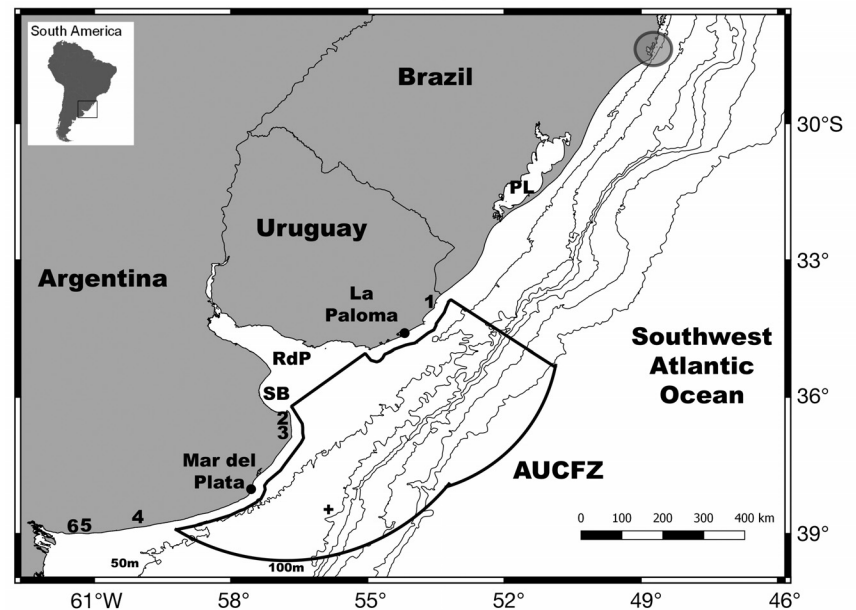 South America
Brazil
30°S
PL
Uruguay
33°
Argentina
La
Paloma
1
Southwest
Atlantic
Ocean
RdP
SB
36°
2
3
Mar del
Plata
AUCFZ
4
65
0 100 200 300 400 km
39°
50m
100m
61°W 58° 55° 52° 49° 46°